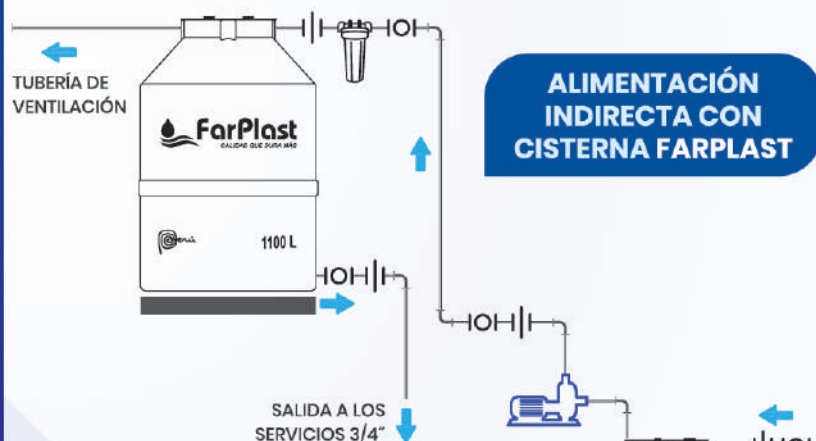 TUBERÍA DE
VENTILACIÓN
FarPlast
CALIDAD QUE DURA MÁS
Perú
1100 L
ALIMENTACIÓN
INDIRECTA CON
CISTERNA FARPLAST
SALIDA A LOS
SERVICIOS 3/4"